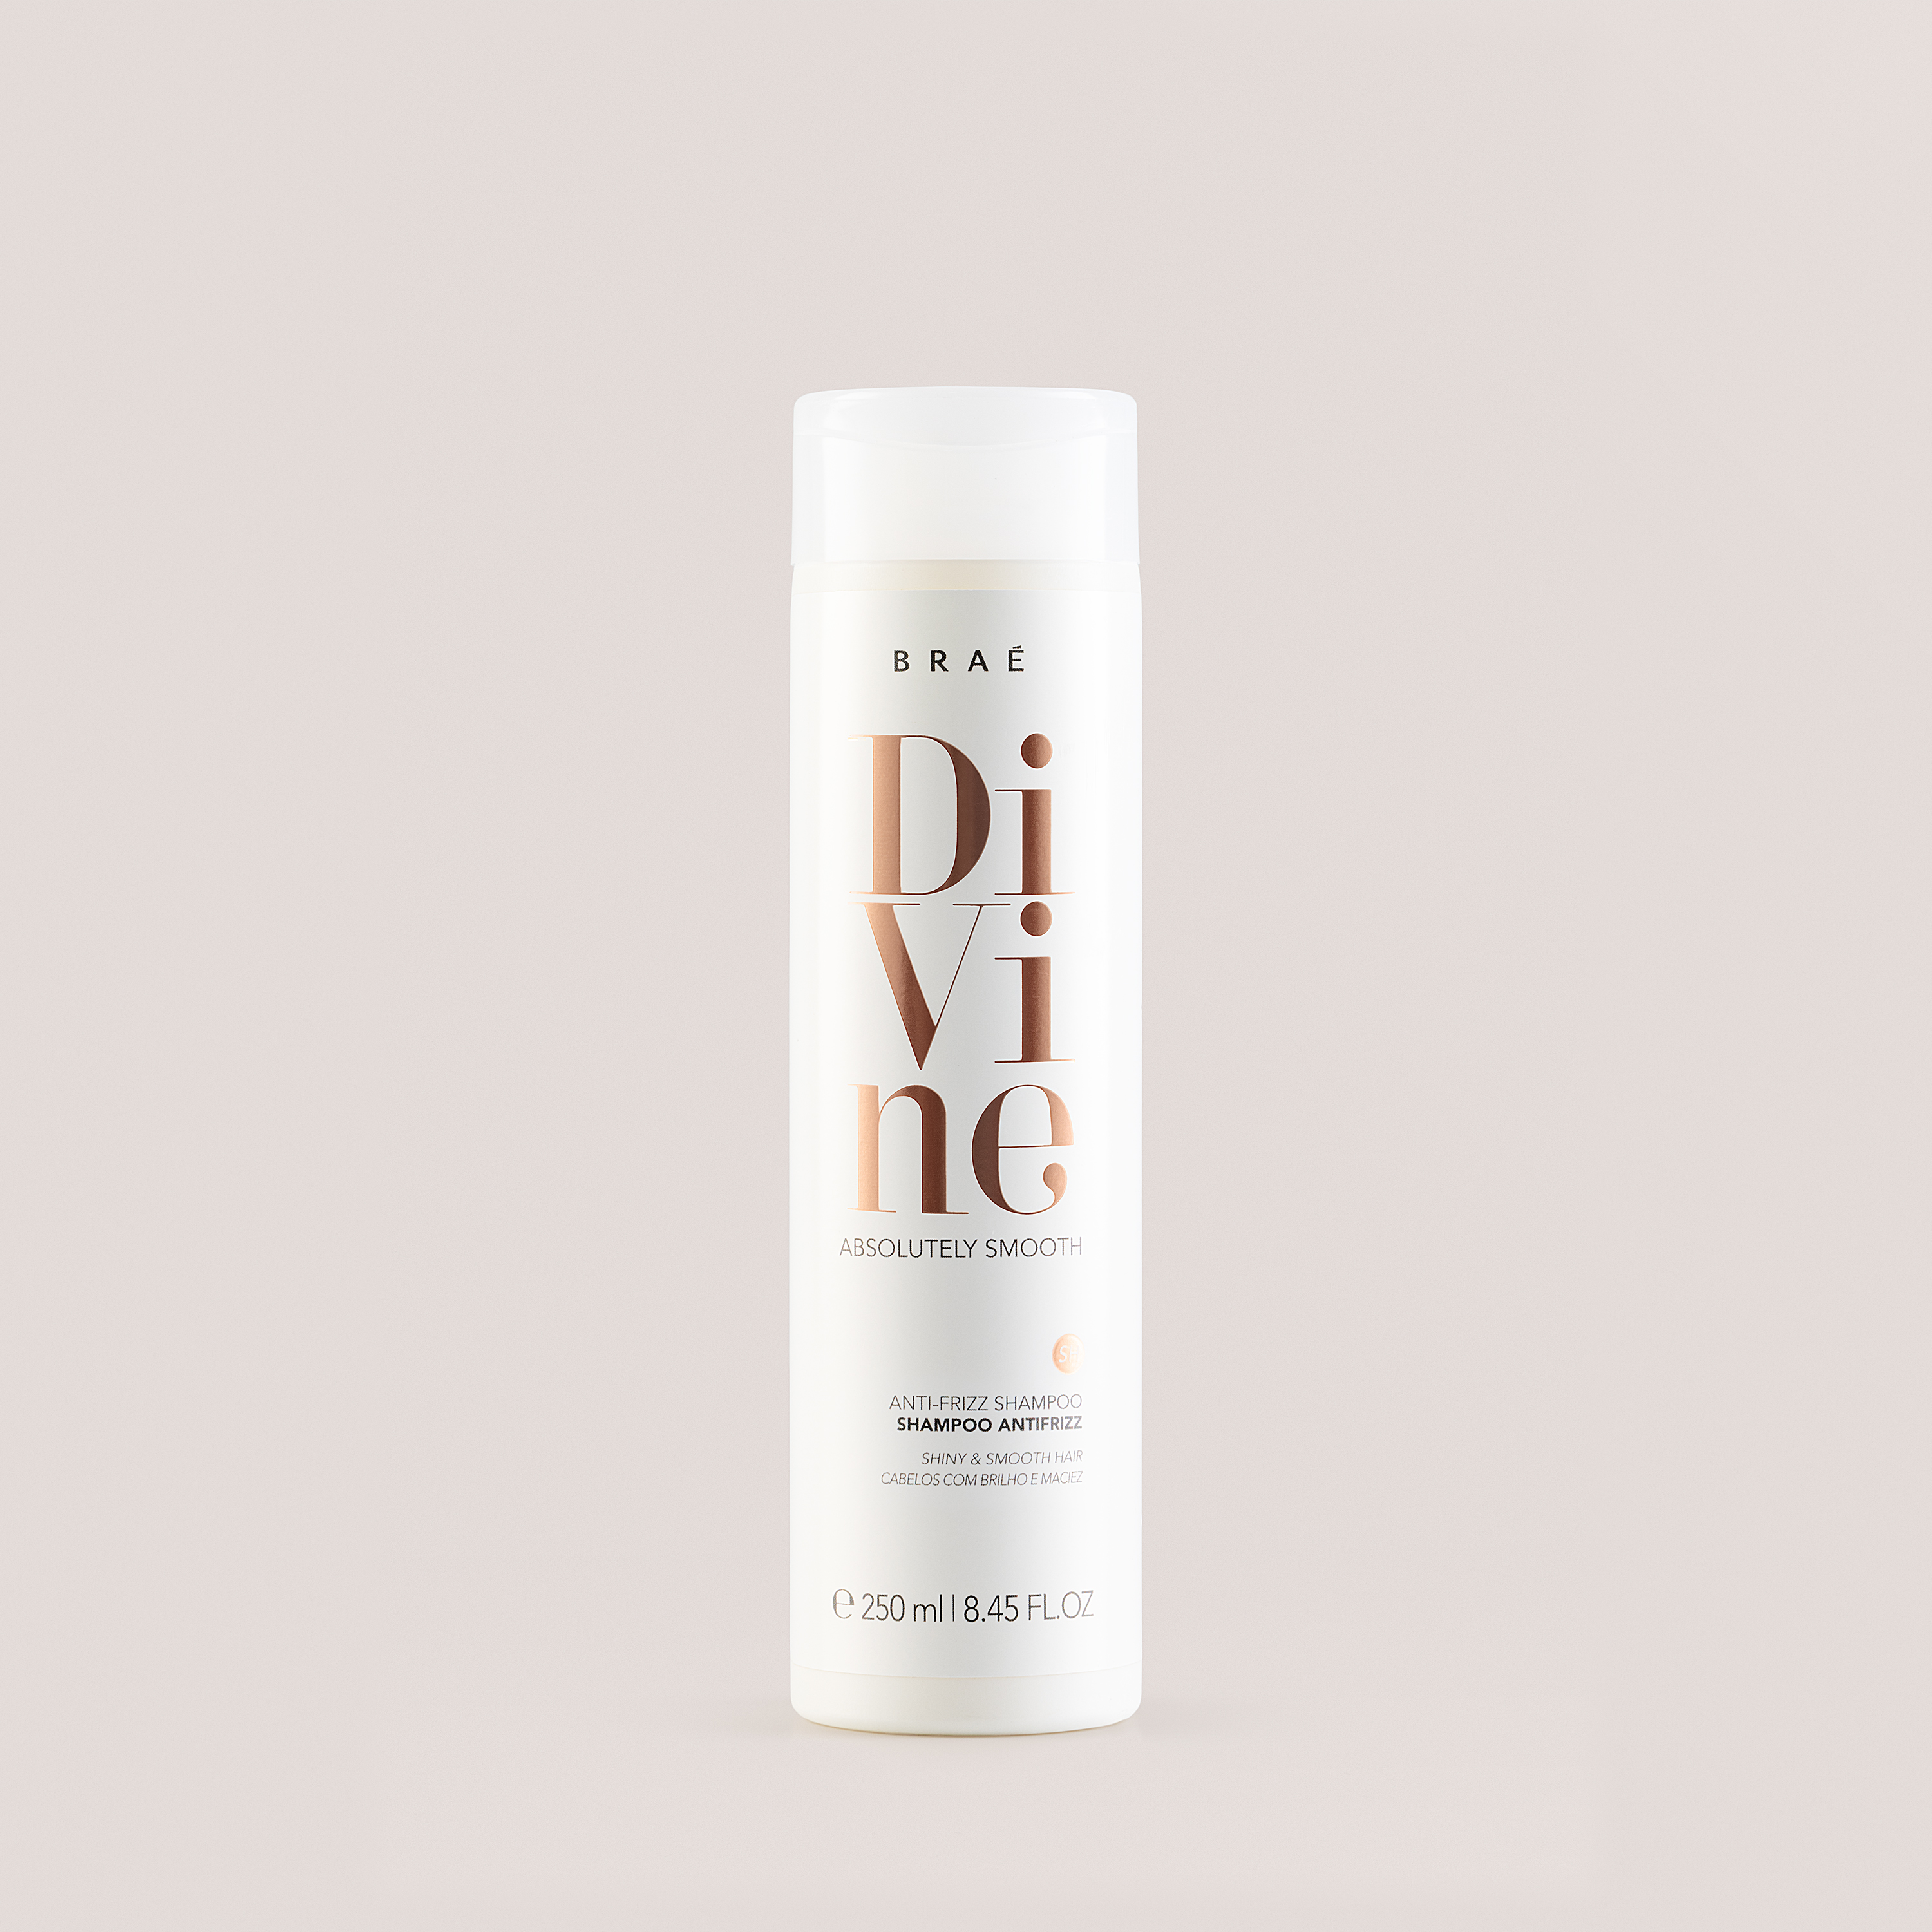 BRAÉ
Di
Vi
ne
ABSOLUTELY SMOOTH
ANTI-FRIZZ SHAMPOO
SHAMPOO ANTIFRIZZ
SHINY & SMOOTH HAIR
CABELOS COM BRILHO E MACIEZ
℮ 250 ml | 8.45 FL.OZ